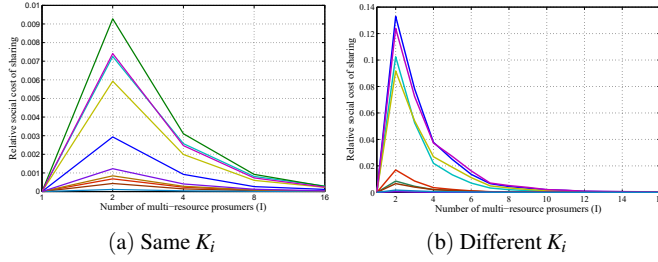 0.01
0.009
0.008
0.007
0.006
0.005
0.004
0.003
0.002
0.001
0
Relative social cost of sharing
1 2 4 8 16
Number of multi−resource prosumers (I)
(a) Same K_i
0.14
0.12
0.1
0.08
0.06
0.04
0.02
0
Relative social cost of sharing
2 4 6 8 10 12 14 16
Number of multi−resource prosumers (I)
(b) Different K_i